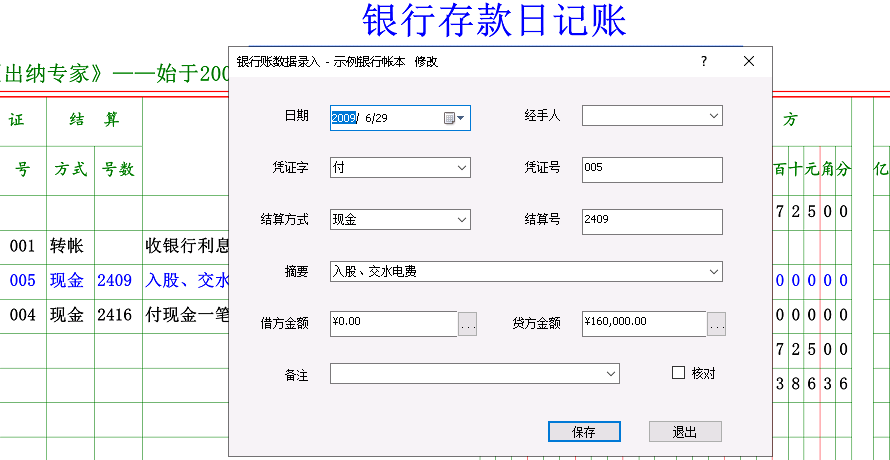 银行存款日记账
《出纳专家》——始于200
银行账数据录入 - 示例银行帐本 修改
?
证 结 算 方
号 方式 号数 百 十 元 角 分 亿
日期 2009/ 6/29 经手人
凭证字 付 凭证号 005
结算方式 现金 结算号 2409
摘要 入股、交水电费
借方金额 ¥0.00 ... 贷方金额 ¥160,000.00 ...
备注 核对
保存 退出
7 2 5 0 0
001 转帐 收银行利息
005 现金 2409 入股、交水 0 0 0 0 0
004 现金 2416 付现金一笔 0 0 0 0 0
7 2 5 0 0
3 8 6 3 6